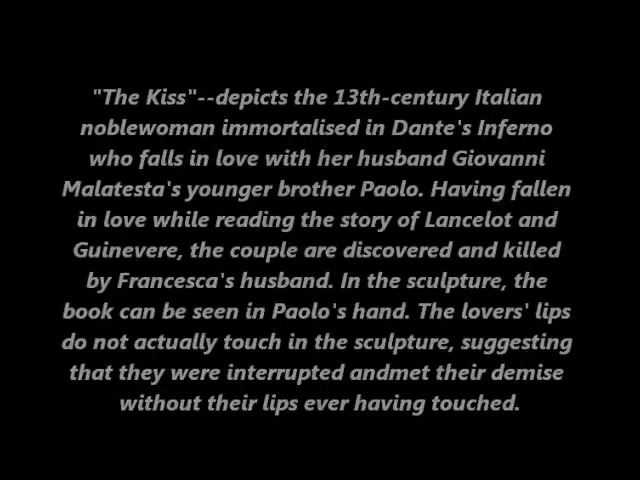 "The Kiss"--depicts the 13th-century Italian
noblewoman immortalised in Dante's Inferno
who falls in love with her husband Giovanni
Malatesta's younger brother Paolo. Having fallen
in love while reading the story of Lancelot and
Guinevere, the couple are discovered and killed
by Francesca's husband. In the sculpture, the
book can be seen in Paolo's hand. The lovers' lips
do not actually touch in the sculpture, suggesting
that they were interrupted andmet their demise
without their lips ever having touched.